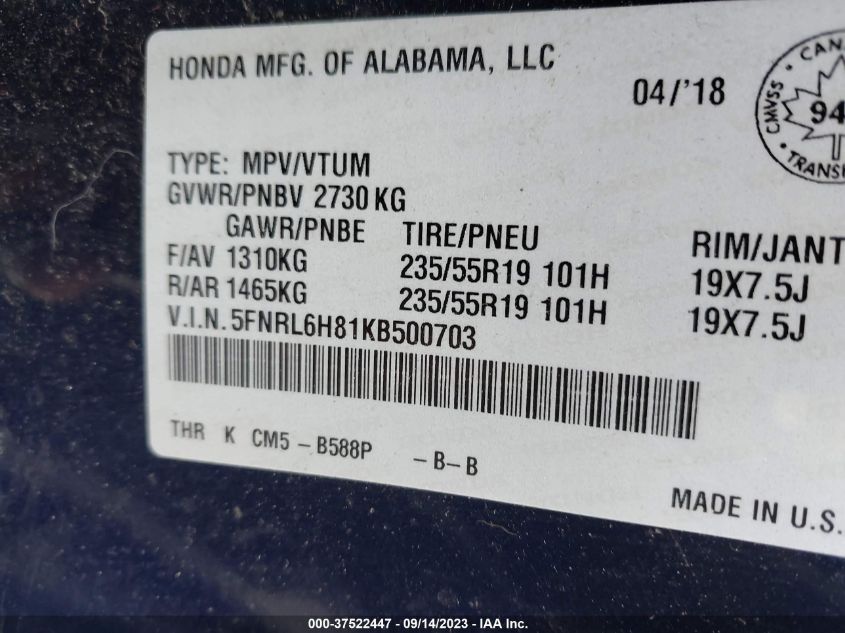 HONDA MFG. OF ALABAMA, LLC
04/'18
CMVSS
94
TYPE: MPV/VTUM
GVWR/PNBV 2730 KG
GAWR/PNBE TIRE/PNEU RIM/JANT
F/AV 1310KG 235/55R19 101H 19X7.5J
R/AR 1465KG 235/55R19 101H 19X7.5J
V.I.N. 5FNRL6H81KB500703
THR K CM5 – B588P – B– B
MADE IN U.S.
000-37522447 - 09/14/2023 - IAA Inc.